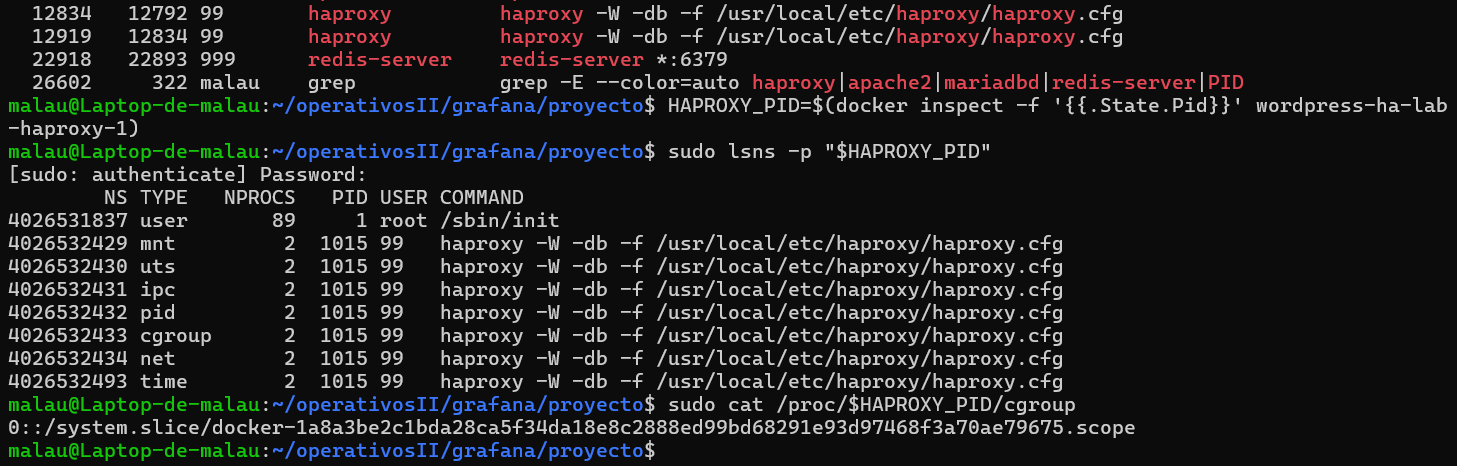 12834   12792 99       haproxy         haproxy -W -db -f /usr/local/etc/haproxy/haproxy.cfg
12919   12834 99       haproxy         haproxy -W -db -f /usr/local/etc/haproxy/haproxy.cfg
22918   22893 999      redis-server    redis-server *:6379
26602     322 malau    grep            grep -E --color=auto haproxy|apache2|mariadbd|redis-server|PID
malau@Laptop-de-malau:~/operativosII/grafana/proyecto$ HAPROXY_PID=$(docker inspect -f '{{.State.Pid}}' wordpress-ha-lab
-haproxy-1)
malau@Laptop-de-malau:~/operativosII/grafana/proyecto$ sudo lsns -p "$HAPROXY_PID"
[sudo: authenticate] Password:
        NS TYPE   NPROCS   PID USER COMMAND
4026531837 user       89     1 root /sbin/init
4026532429 mnt         2  1015 99   haproxy -W -db -f /usr/local/etc/haproxy/haproxy.cfg
4026532430 uts         2  1015 99   haproxy -W -db -f /usr/local/etc/haproxy/haproxy.cfg
4026532431 ipc         2  1015 99   haproxy -W -db -f /usr/local/etc/haproxy/haproxy.cfg
4026532432 pid         2  1015 99   haproxy -W -db -f /usr/local/etc/haproxy/haproxy.cfg
4026532433 cgroup      2  1015 99   haproxy -W -db -f /usr/local/etc/haproxy/haproxy.cfg
4026532434 net         2  1015 99   haproxy -W -db -f /usr/local/etc/haproxy/haproxy.cfg
4026532493 time        2  1015 99   haproxy -W -db -f /usr/local/etc/haproxy/haproxy.cfg
malau@Laptop-de-malau:~/operativosII/grafana/proyecto$ sudo cat /proc/$HAPROXY_PID/cgroup
0::/system.slice/docker-1a8a3be2c1bda28ca5f34da18e8c2888ed99bd68291e93d97468f3a70ae79675.scope
malau@Laptop-de-malau:~/operativosII/grafana/proyecto$